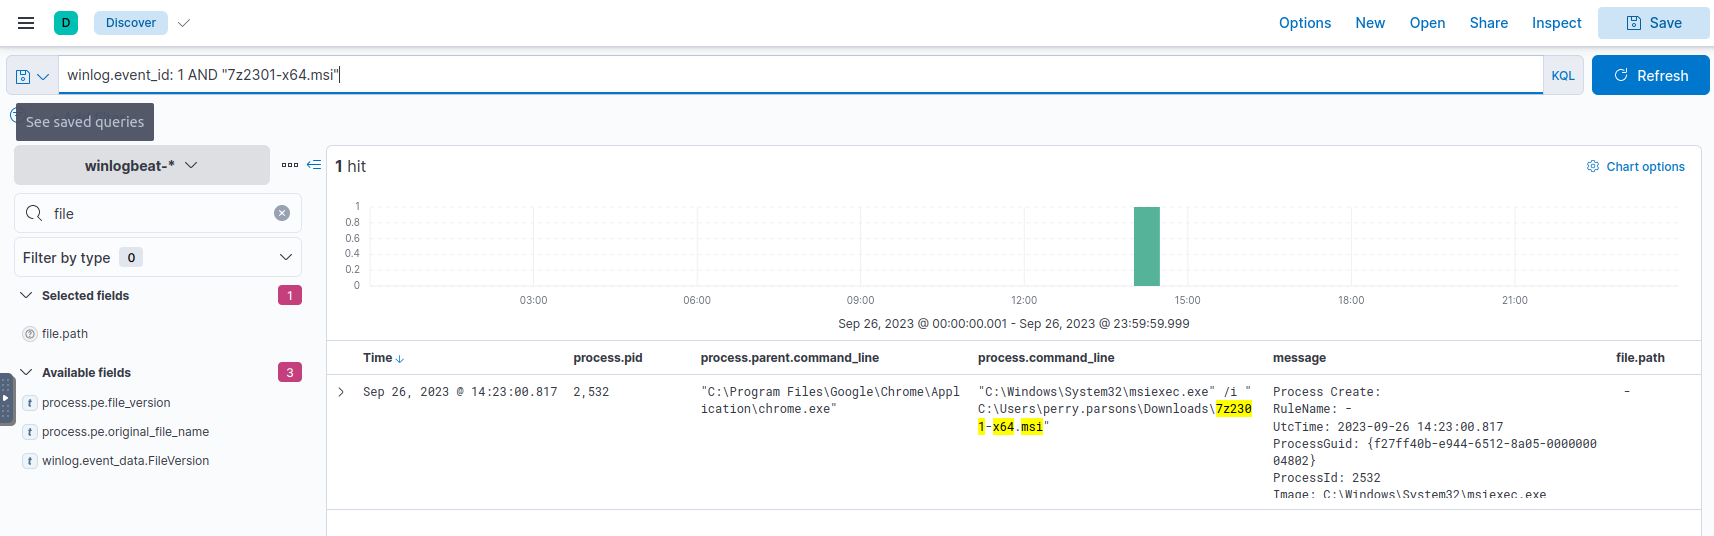 D Discover Options New Open Share Inspect Save
winlog.event_id: 1 AND "7z2301-x64.msi" KQL Refresh
See saved queries
winlogbeat-*
1 hit Chart options
file
Filter by type 0
Selected fields 1
file.path
Available fields 3
process.pe.file_version
process.pe.original_file_name
winlog.event_data.FileVersion
1
0.8
0.6
0.4
0.2
0
03:00 06:00 09:00 12:00 15:00 18:00 21:00
Sep 26, 2023 @ 00:00:00.001 - Sep 26, 2023 @ 23:59:59.999
Time process.pid process.parent.command_line process.command_line message file.path
Sep 26, 2023 @ 14:23:00.817 2,532 "C:\Program Files\Google\Chrome\Appl "C:\Windows\System32\msiexec.exe" /i " Process Create: -
ication\chrome.exe" C:\Users\perry.parsons\Downloads\7z230 RuleName: -
1-x64.msi" UtcTime: 2023-09-26 14:23:00.817
ProcessGuid: {f27ff40b-e944-6512-8a05-0000000
04802}
ProcessId: 2532
Image: C:\Windows\System32\msiexec.exe